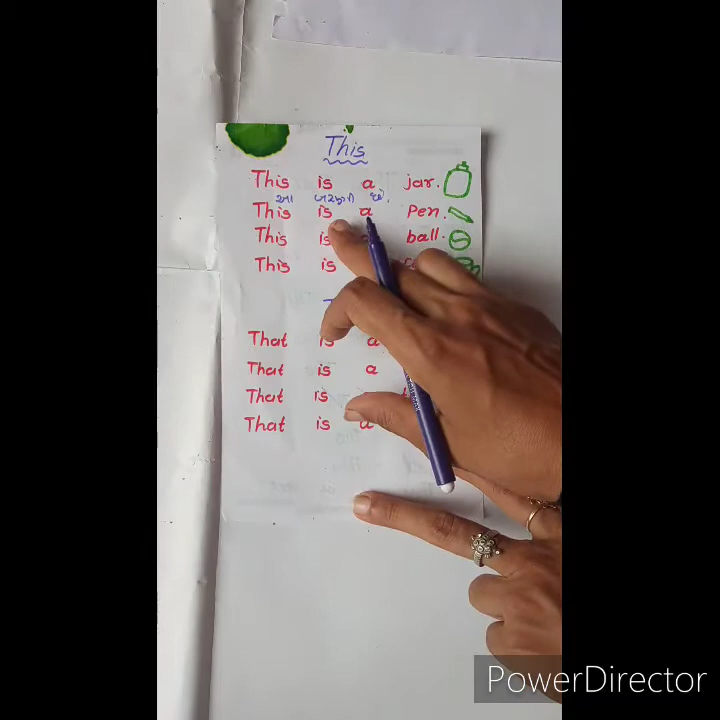 This
This is a jar.
આ બરણી છે.
This is a Pen.
This is ball.
This is
That is a
That is a
That is
That is a
PowerDirector